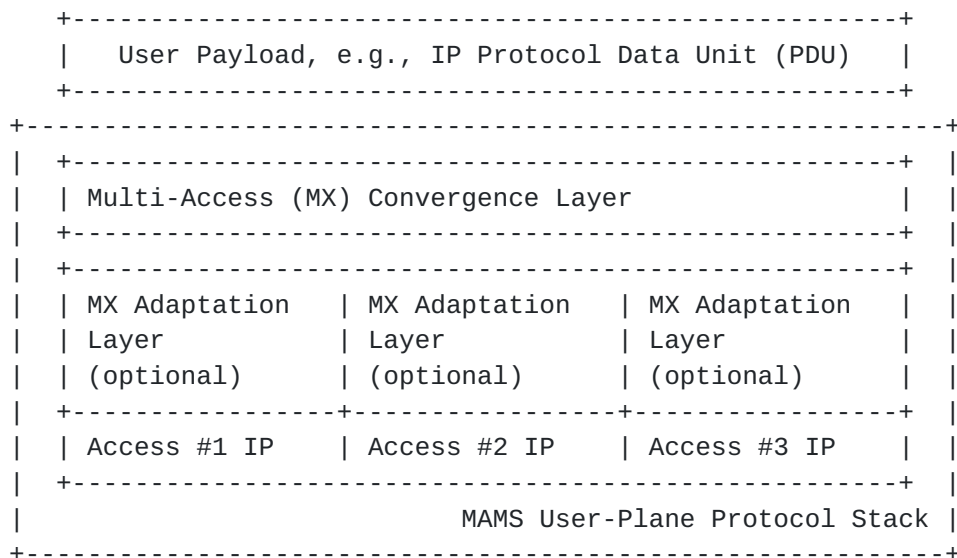 User Payload, e.g., IP Protocol Data Unit (PDU)
Multi-Access (MX) Convergence Layer
MX Adaptation | MX Adaptation | MX Adaptation
Layer | Layer | Layer
(optional) | (optional) | (optional)
Access #1 IP | Access #2 IP | Access #3 IP
MAMS User-Plane Protocol Stack